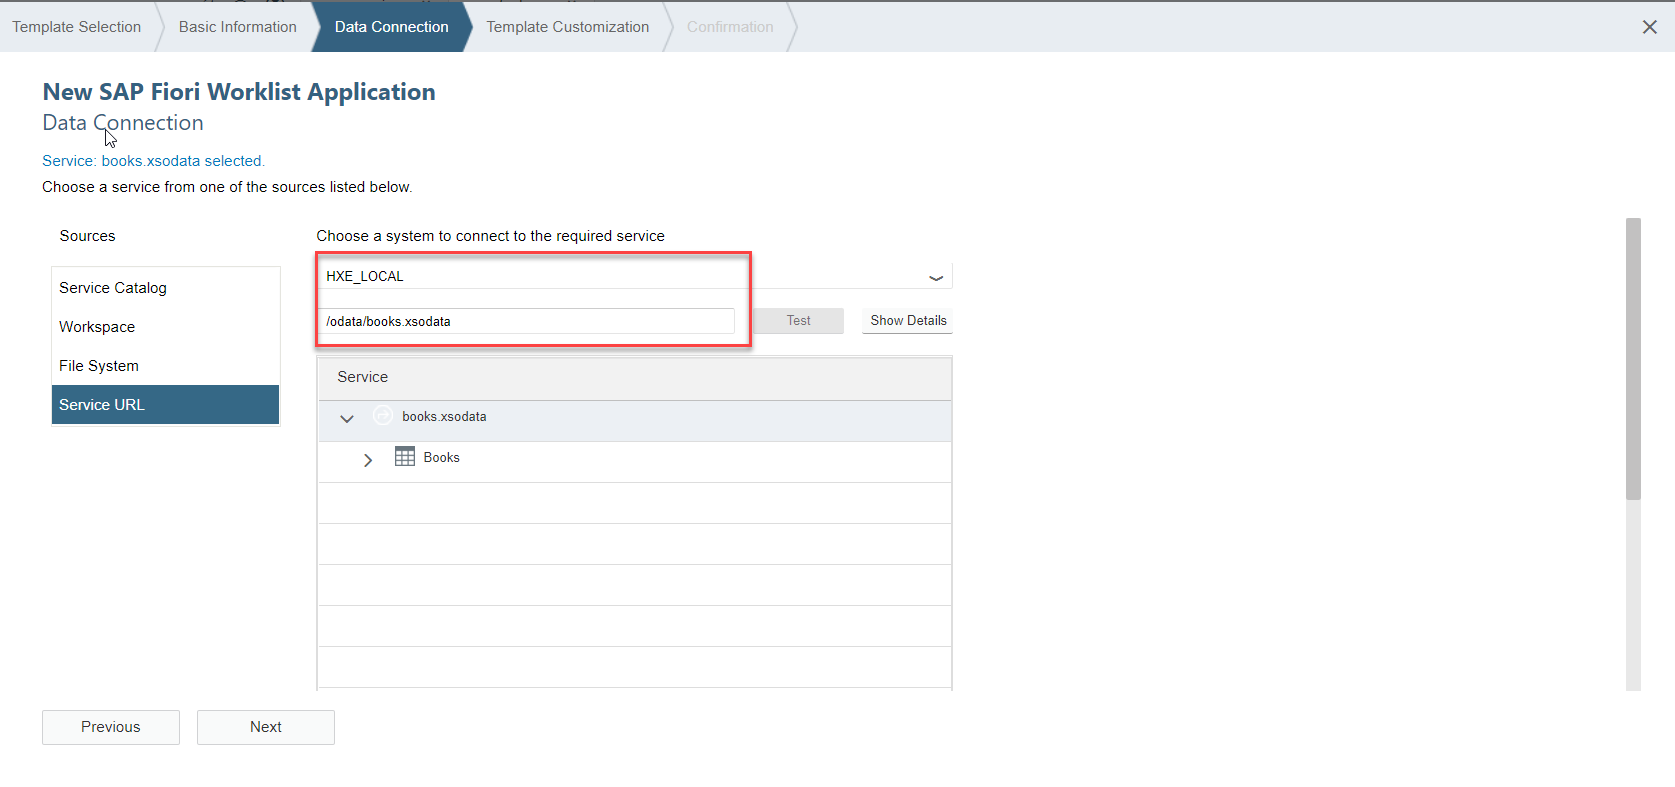 Template Selection
Basic Information
Data Connection
Template Customization
Confirmation
New SAP Fiori Worklist Application
Data Connection
Service: books.xsodata selected.
Choose a service from one of the sources listed below.
Sources
Service Catalog
Workspace
File System
Service URL
Choose a system to connect to the required service
HXE_LOCAL
/odata/books.xsodata
Test
Show Details
Service
books.xsodata
Books
Previous
Next